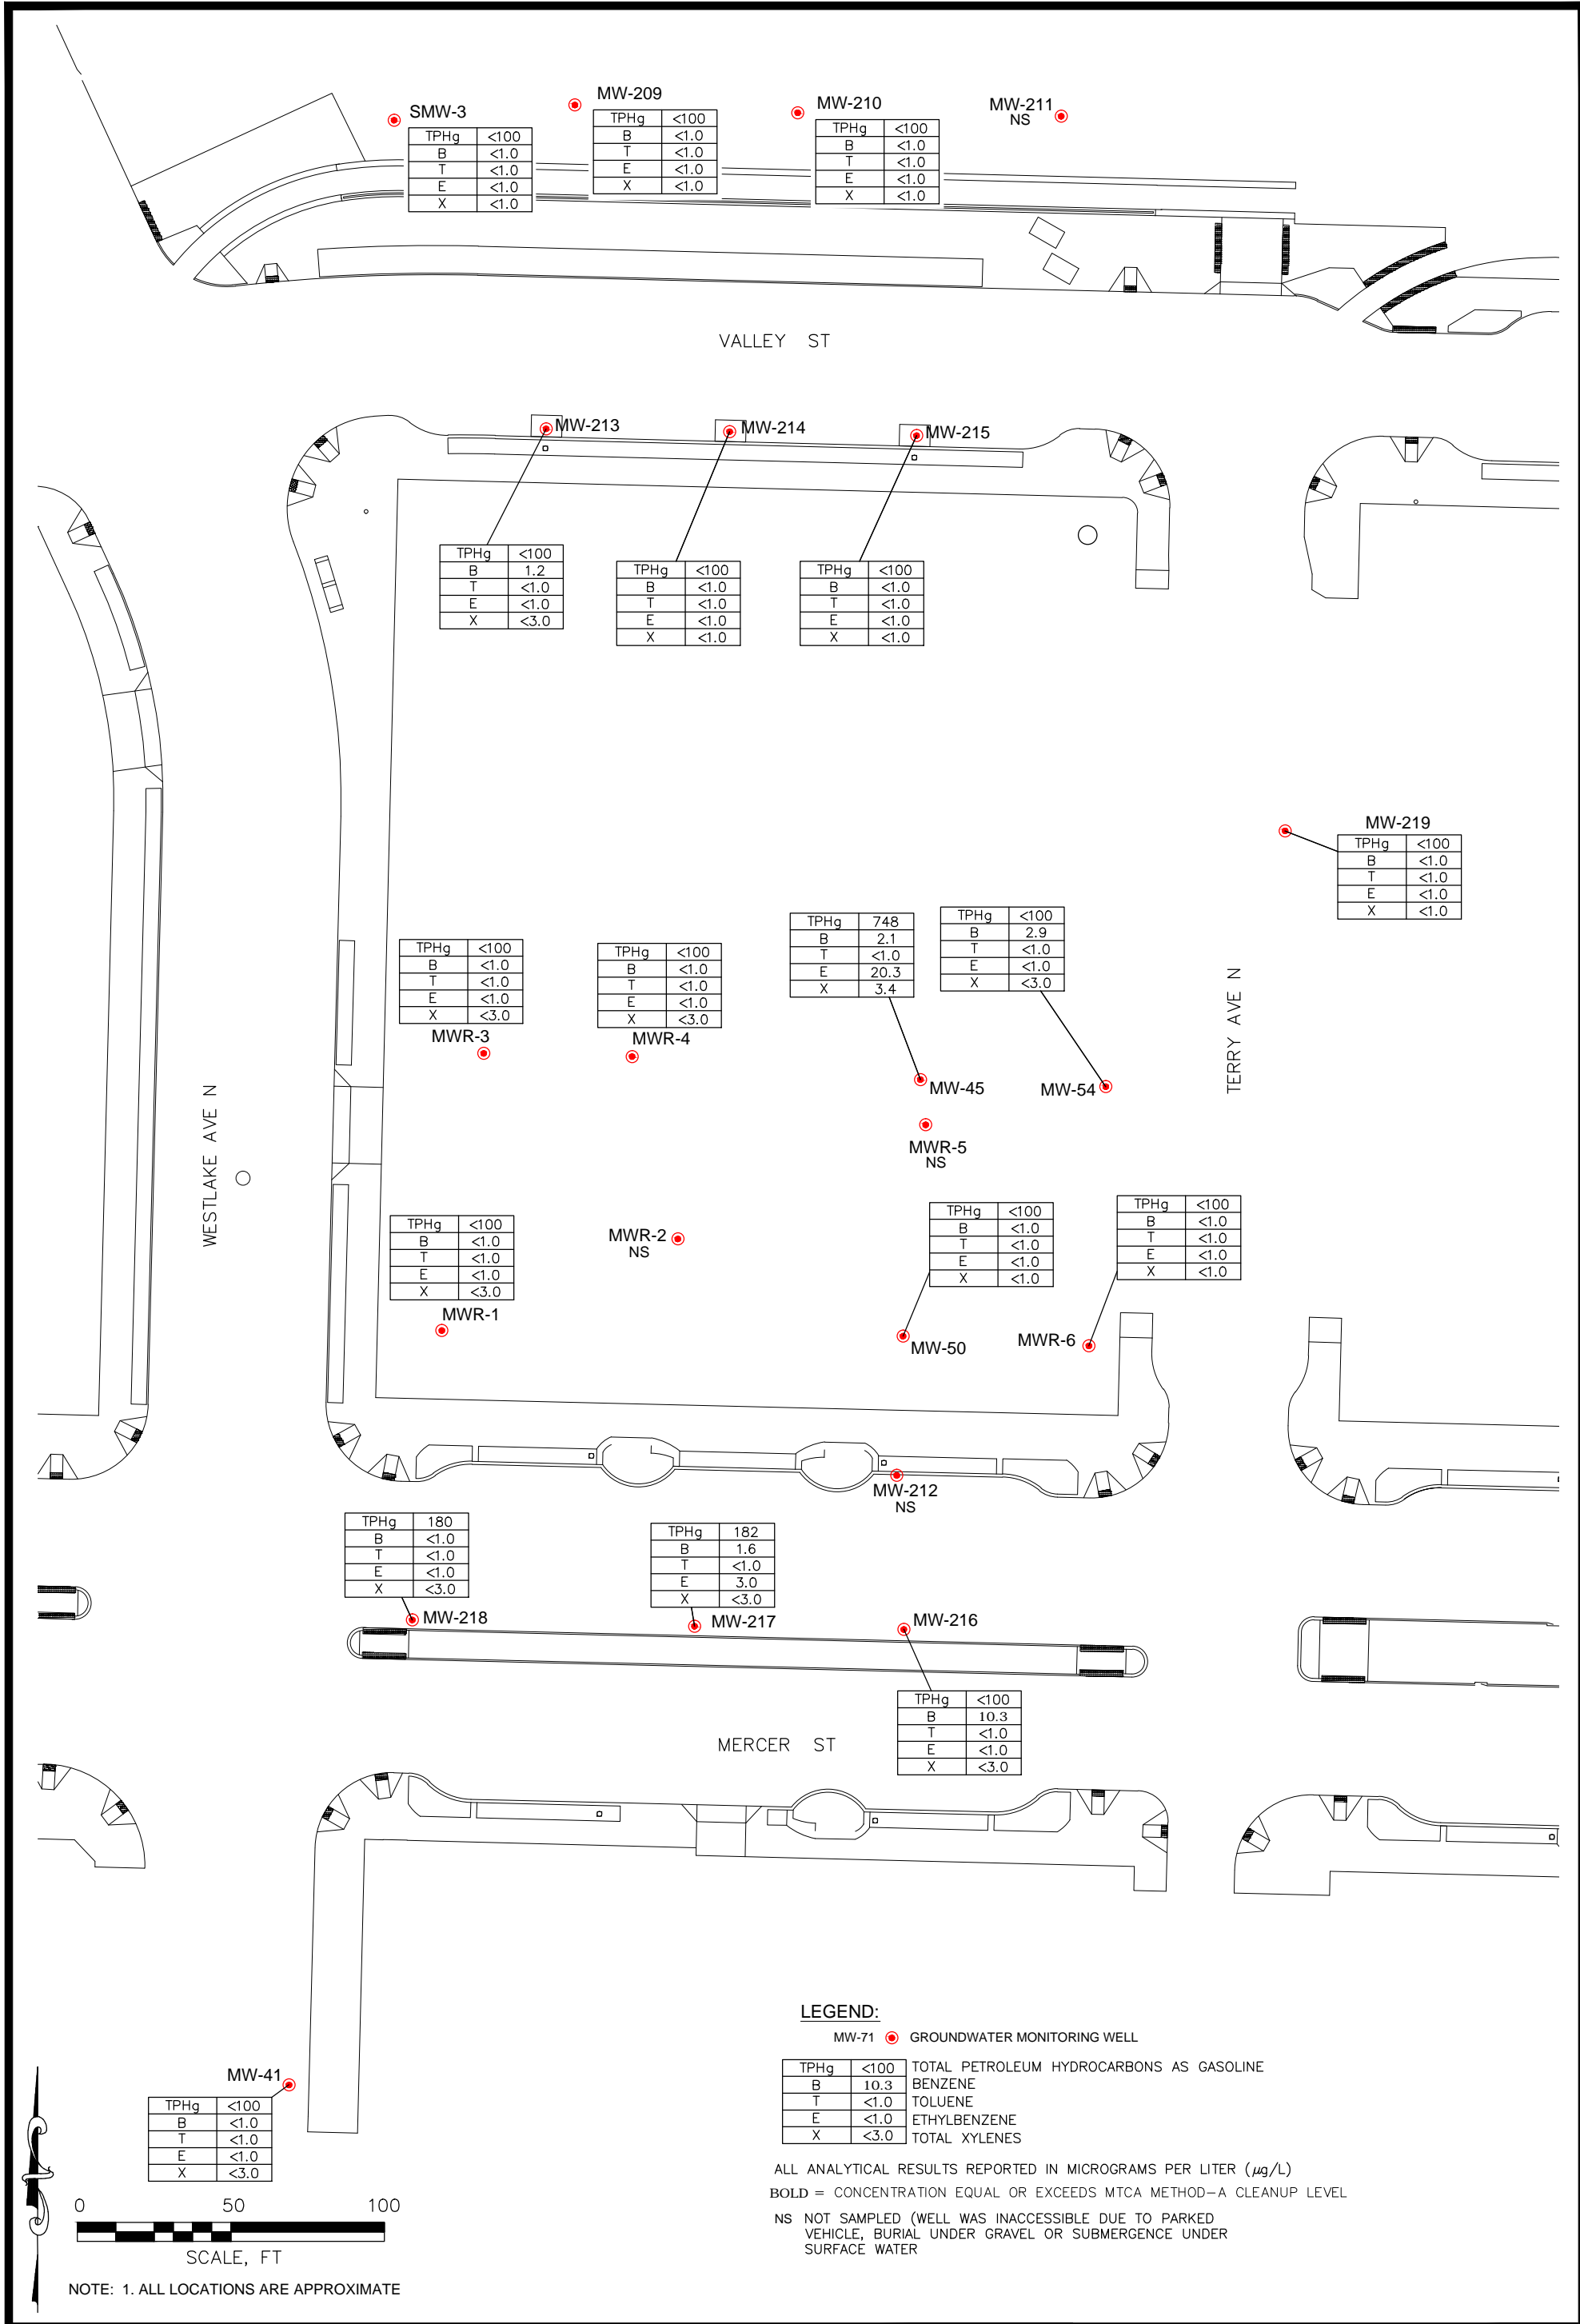 SMW-3
TPHg <100
B <1.0
T <1.0
E <1.0
X <1.0
MW-209
TPHg <100
B <1.0
T <1.0
E <1.0
X <1.0
MW-210
TPHg <100
B <1.0
T <1.0
E <1.0
X <1.0
MW-211
NS
VALLEY ST
MW-213
TPHg <100
B 1.2
T <1.0
E <1.0
X <3.0
MW-214
TPHg <100
B <1.0
T <1.0
E <1.0
X <1.0
MW-215
TPHg <100
B <1.0
T <1.0
E <1.0
X <1.0
MW-219
TPHg <100
B <1.0
T <1.0
E <1.0
X <1.0
TPHg <100
B <1.0
T <1.0
E <1.0
X <3.0
MWR-3
TPHg <100
B <1.0
T <1.0
E <1.0
X <3.0
MWR-4
TPHg 748
B 2.1
T <1.0
E 20.3
X 3.4
MW-45
TPHg <100
B 2.9
T <1.0
E <1.0
X <3.0
MW-54
TERRY AVE N
WESTLAKE AVE N
MWR-5
NS
TPHg <100
B <1.0
T <1.0
E <1.0
X <3.0
MWR-1
MWR-2
NS
TPHg <100
B <1.0
T <1.0
E <1.0
X <1.0
MW-50
TPHg <100
B <1.0
T <1.0
E <1.0
X <1.0
MWR-6
MW-212
NS
TPHg 180
B <1.0
T <1.0
E <1.0
X <3.0
MW-218
TPHg 182
B 1.6
T <1.0
E 3.0
X <3.0
MW-217
MW-216
TPHg <100
B 10.3
T <1.0
E <1.0
X <3.0
MERCER ST
MW-41
TPHg <100
B <1.0
T <1.0
E <1.0
X <3.0
0 50 100
SCALE, FT
NOTE: 1. ALL LOCATIONS ARE APPROXIMATE
LEGEND:
MW-71 GROUNDWATER MONITORING WELL
TPHg <100 TOTAL PETROLEUM HYDROCARBONS AS GASOLINE
B 10.3 BENZENE
T <1.0 TOLUENE
E <1.0 ETHYLBENZENE
X <3.0 TOTAL XYLENES
ALL ANALYTICAL RESULTS REPORTED IN MICROGRAMS PER LITER (µg/L)
BOLD = CONCENTRATION EQUAL OR EXCEEDS MTCA METHOD-A CLEANUP LEVEL
NS NOT SAMPLED (WELL WAS INACCESSIBLE DUE TO PARKED
VEHICLE, BURIAL UNDER GRAVEL OR SUBMERGENCE UNDER
SURFACE WATER